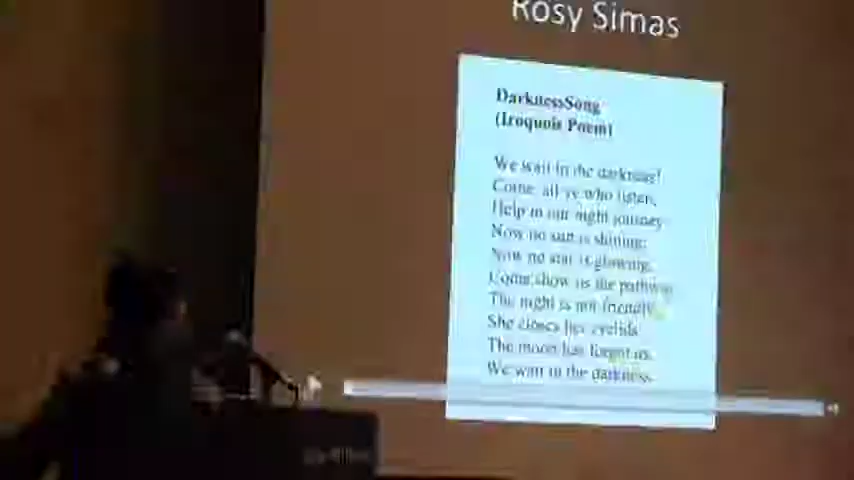 Rosy Simas
DarknessSong
(Iroquois Poem)
We wait in the darkness!
Come, all ye who listen,
Help in our night journey
Now no sun is shining;
Now no star is glowing.
Come show us the pathway
The night is not friendly
She closes her eyelids
The moon has forgot us.
We wait in the darkness.